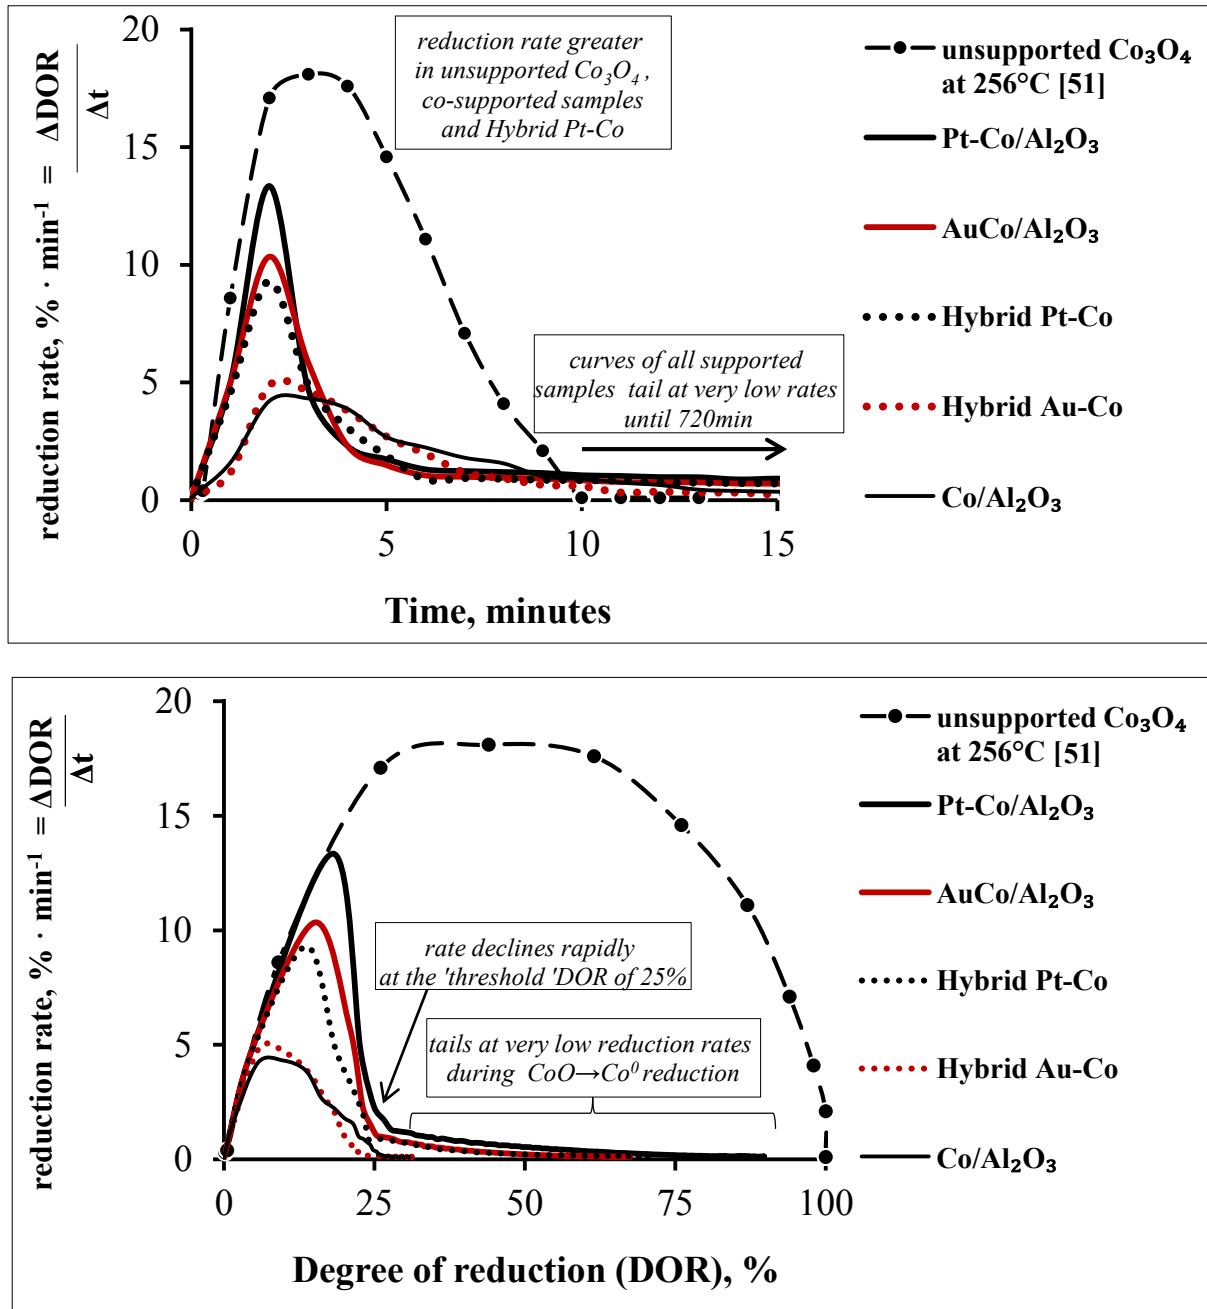 reduction rate, % · min⁻¹ = ΔDOR
Δt
20
15
10
5
0
0 5 10 15
Time, minutes
reduction rate greater
in unsupported Co₃O₄ ,
co-supported samples
and Hybrid Pt-Co
curves of all supported
samples tail at very low rates
until 720min
unsupported Co₃O₄
at 256°C [51]
Pt-Co/Al₂O₃
AuCo/Al₂O₃
Hybrid Pt-Co
Hybrid Au-Co
Co/Al₂O₃
reduction rate, % · min⁻¹ = ΔDOR
Δt
20
15
10
5
0
0 25 50 75 100
Degree of reduction (DOR), %
rate declines rapidly
at the 'threshold 'DOR of 25%
tails at very low reduction rates
during CoO→Co⁰ reduction
unsupported Co₃O₄
at 256°C [51]
Pt-Co/Al₂O₃
AuCo/Al₂O₃
Hybrid Pt-Co
Hybrid Au-Co
Co/Al₂O₃